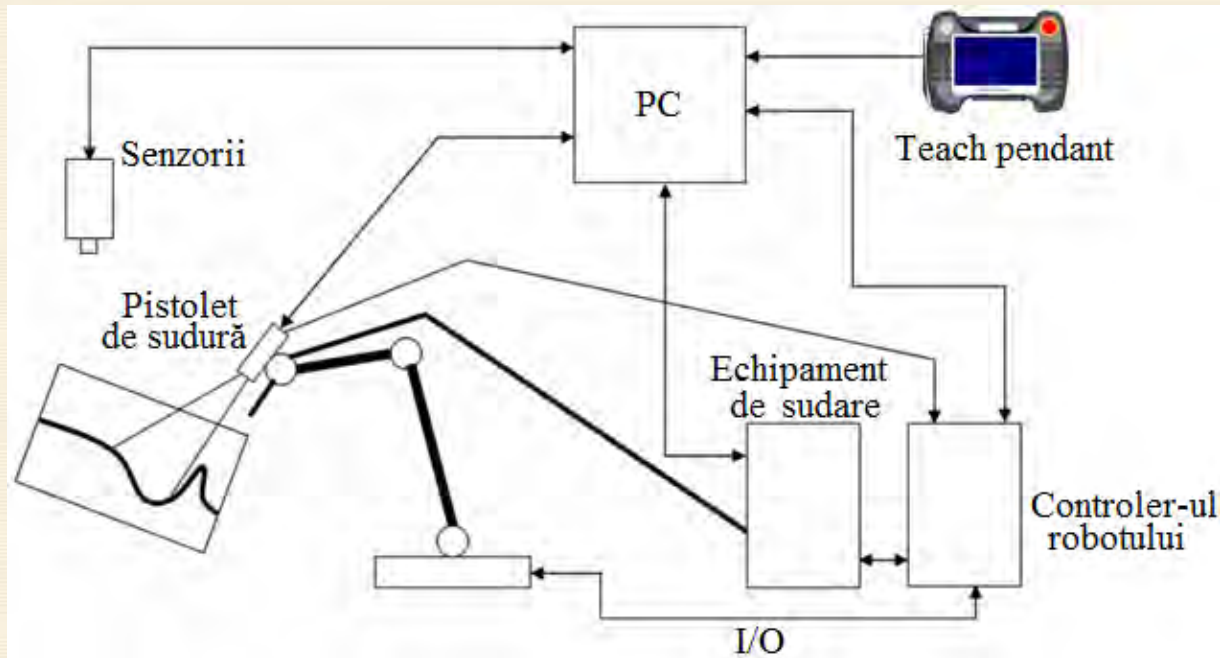 PC
Teach pendant
Senzorii
Pistolet
de sudură
Echipament
de sudare
Controler-ul
robotului
I/O